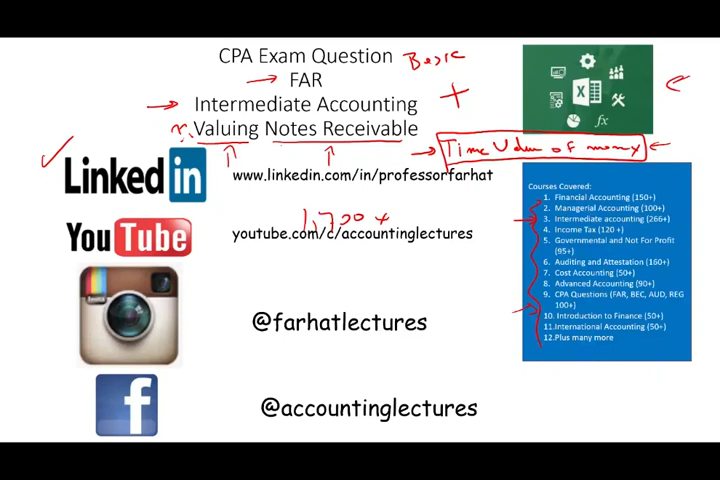 CPA Exam Question Basic
FAR
Intermediate Accounting +
Valuing Notes Receivable
Time Value of money
Linked in
www.linkedin.com/in/professorfarhat
1,700 +
YouTube
youtube.com/c/accountinglectures
@farhatlectures
@accountinglectures
X
fx
Courses Covered:
1. Financial Accounting (150+)
2. Managerial Accounting (100+)
3. Intermediate accounting (266+)
4. Income Tax (120 +)
5. Governmental and Not For Profit
(95+)
6. Auditing and Attestation (160+)
7. Cost Accounting (50+)
8. Advanced Accounting (90+)
9. CPA Questions (FAR, BEC, AUD, REG
100+)
10. Introduction to Finance (50+)
11.International Accounting (50+)
12.Plus many more